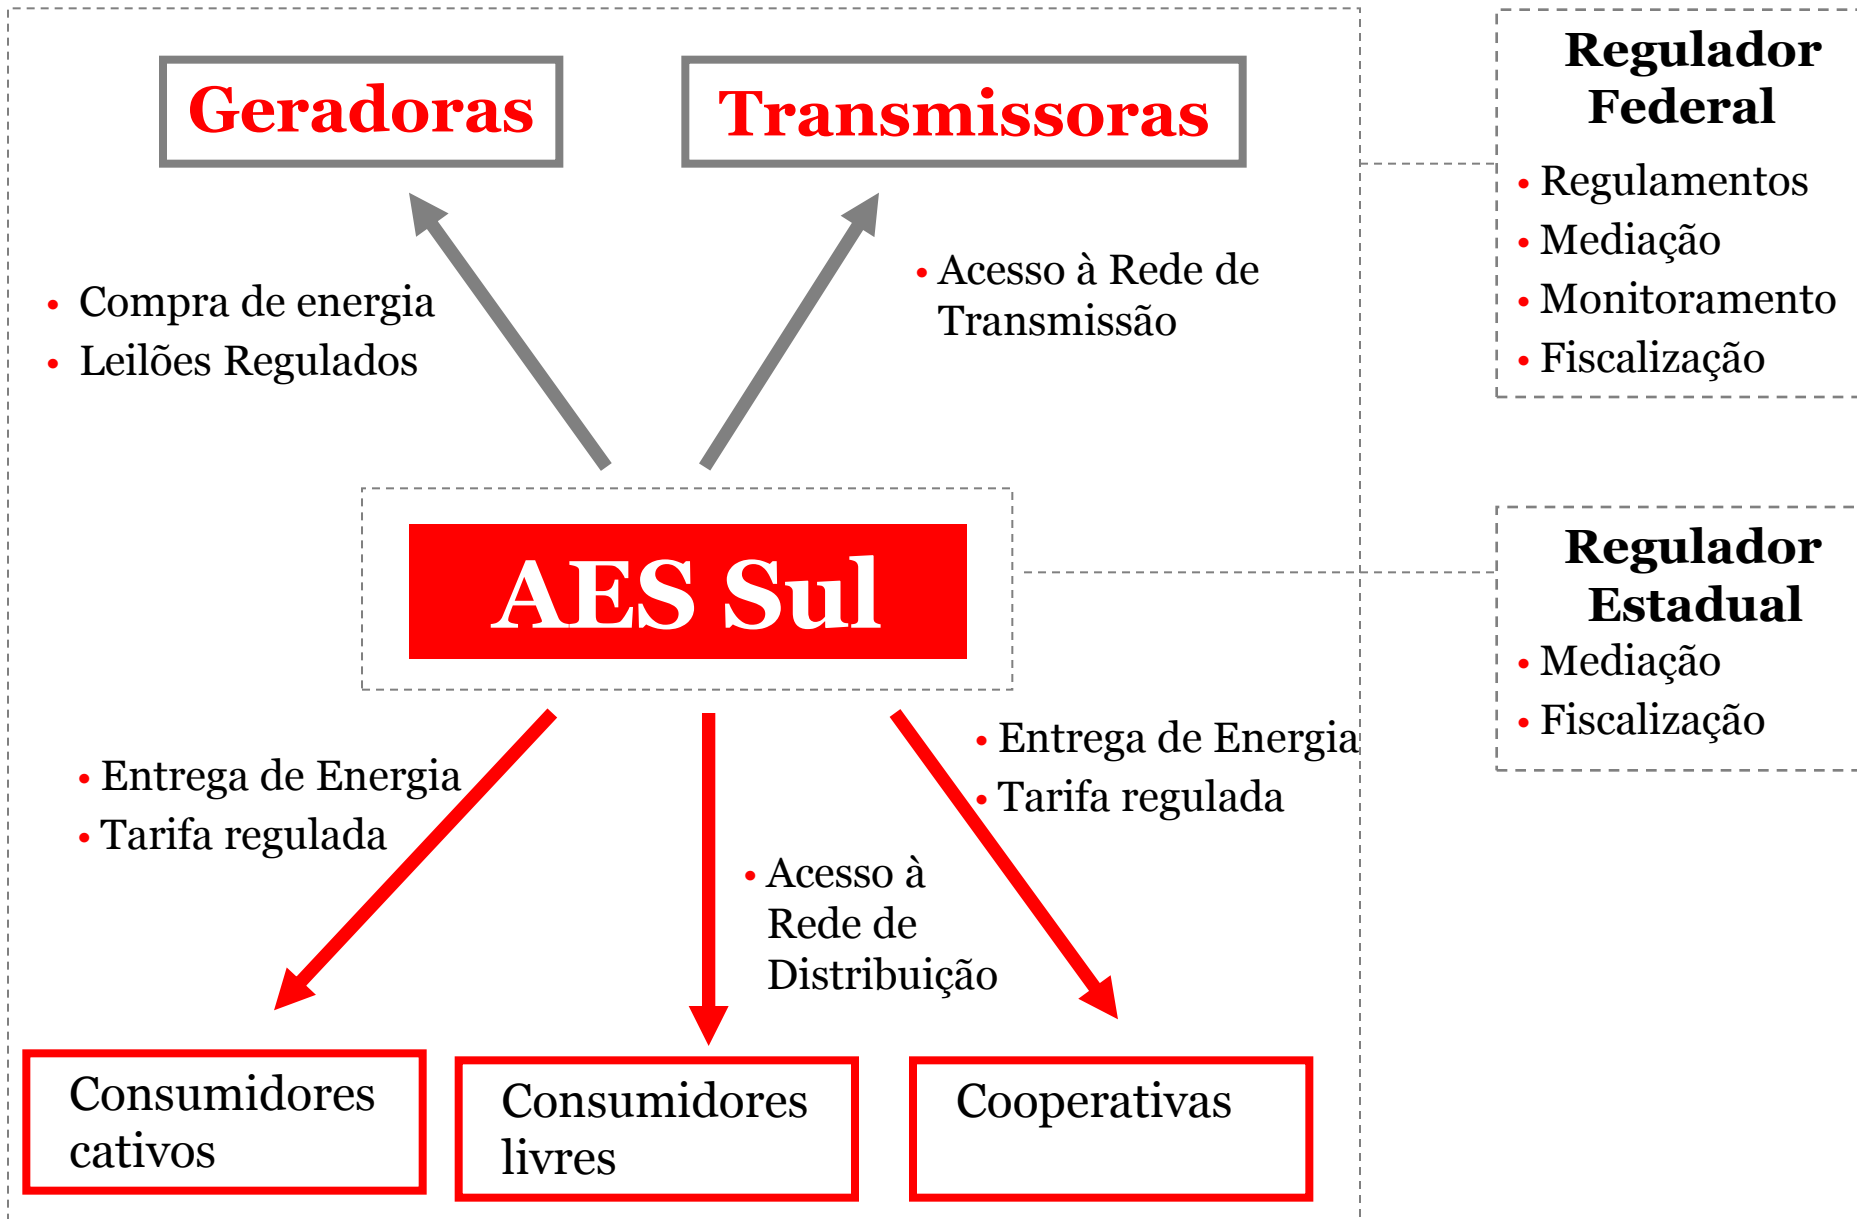 Geradoras
Transmissoras
Regulador
Federal
• Regulamentos
• Mediação
• Monitoramento
• Fiscalização
• Compra de energia
• Leilões Regulados
• Acesso à Rede de
Transmissão
AES Sul
Regulador
Estadual
• Mediação
• Fiscalização
• Entrega de Energia
• Tarifa regulada
• Acesso à
Rede de
Distribuição
• Entrega de Energia
• Tarifa regulada
Consumidores
cativos
Consumidores
livres
Cooperativas